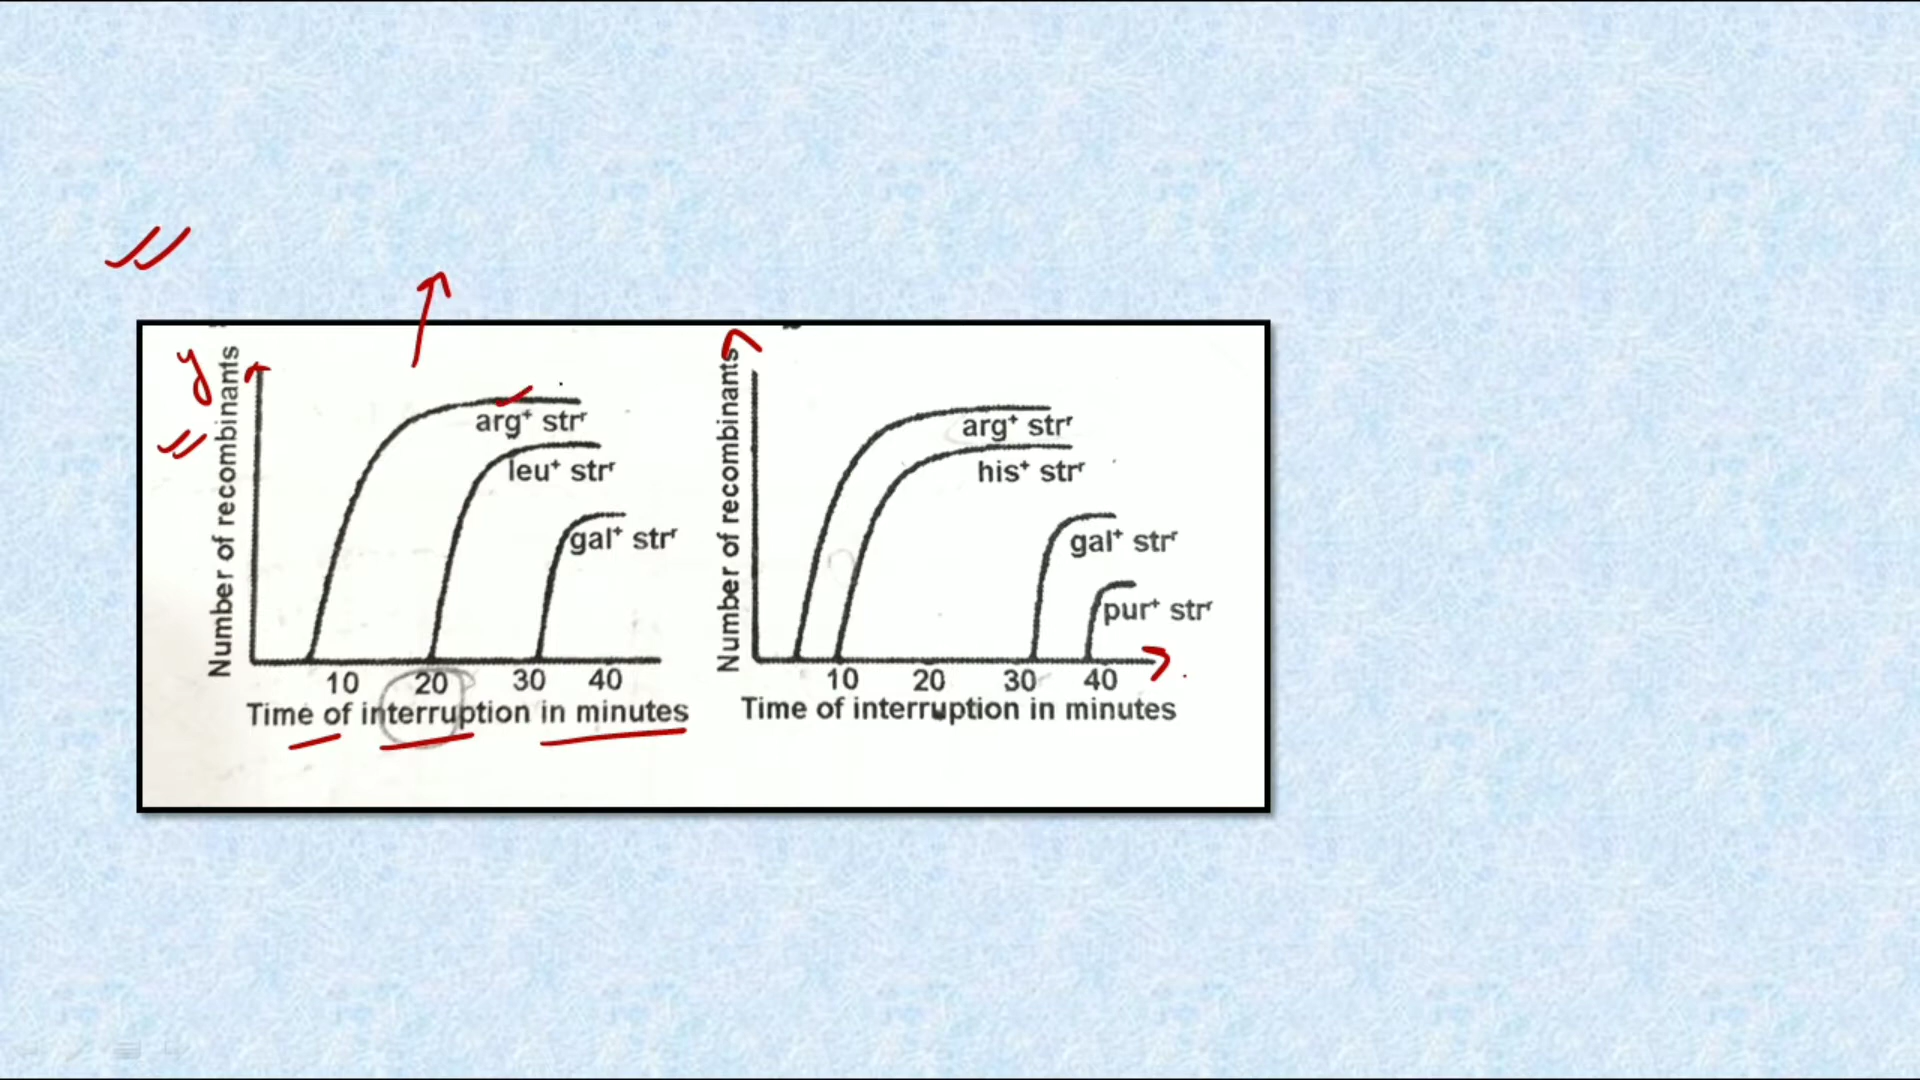 y
Number of recombinants
arg⁺ strʳ
leu⁺ strʳ
gal⁺ strʳ
10 20 30 40
Time of interruption in minutes
Number of recombinants
arg⁺ strʳ
his⁺ strʳ
gal⁺ strʳ
pur⁺ strʳ
10 20 30 40
Time of interruption in minutes